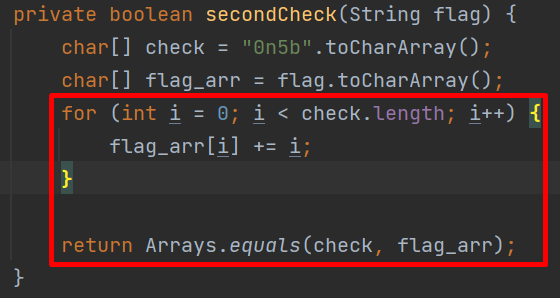 private boolean secondCheck(String flag) {
char[] check = "0n5b".toCharArray();
char[] flag_arr = flag.toCharArray();
for (int i = 0; i < check.length; i++) {
flag_arr[i] += i;
}
return Arrays.equals(check, flag_arr);
}